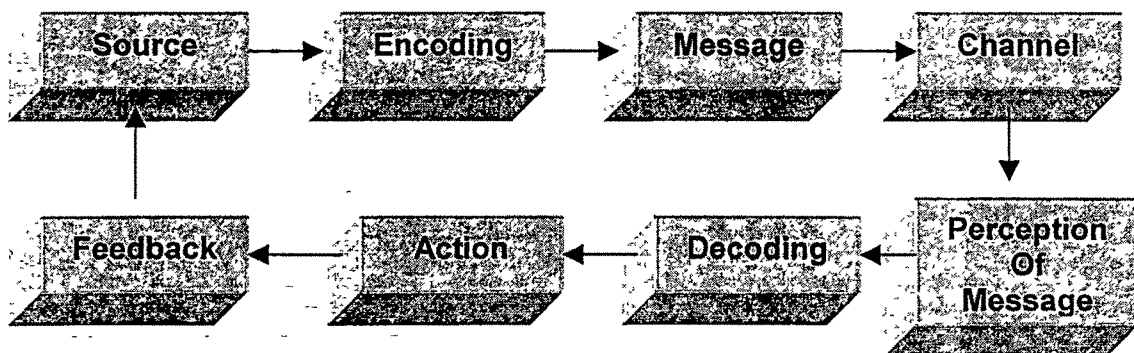 Source
Encoding
Message
Channel
Perception
Of
Message
Decoding
Action
Feedback